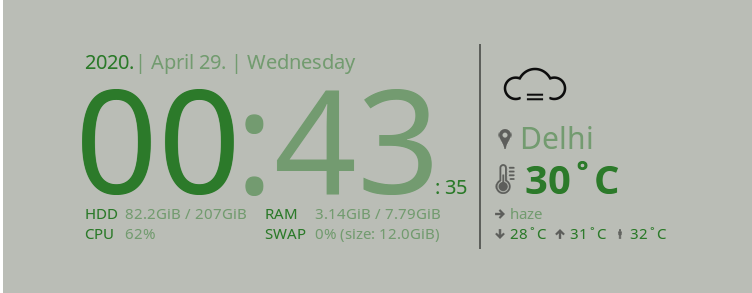 2020.| April 29. | Wednesday
00:43: 35
HDD 82.2GiB / 207GiB RAM 3.14GiB / 7.79GiB
CPU 62% SWAP 0% (size: 12.0GiB)
Delhi
30˚C
haze
28˚C 31˚C 32˚C